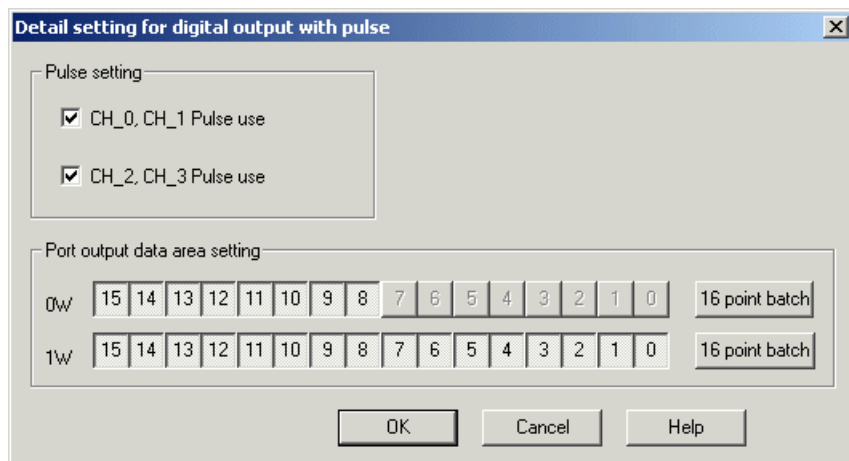 Detail setting for digital output with pulse
Pulse setting
CH_0, CH_1 Pulse use
CH_2, CH_3 Pulse use
Port output data area setting
0W 15 14 13 12 11 10 9 8 7 6 5 4 3 2 1 0 16 point batch
1W 15 14 13 12 11 10 9 8 7 6 5 4 3 2 1 0 16 point batch
OK Cancel Help